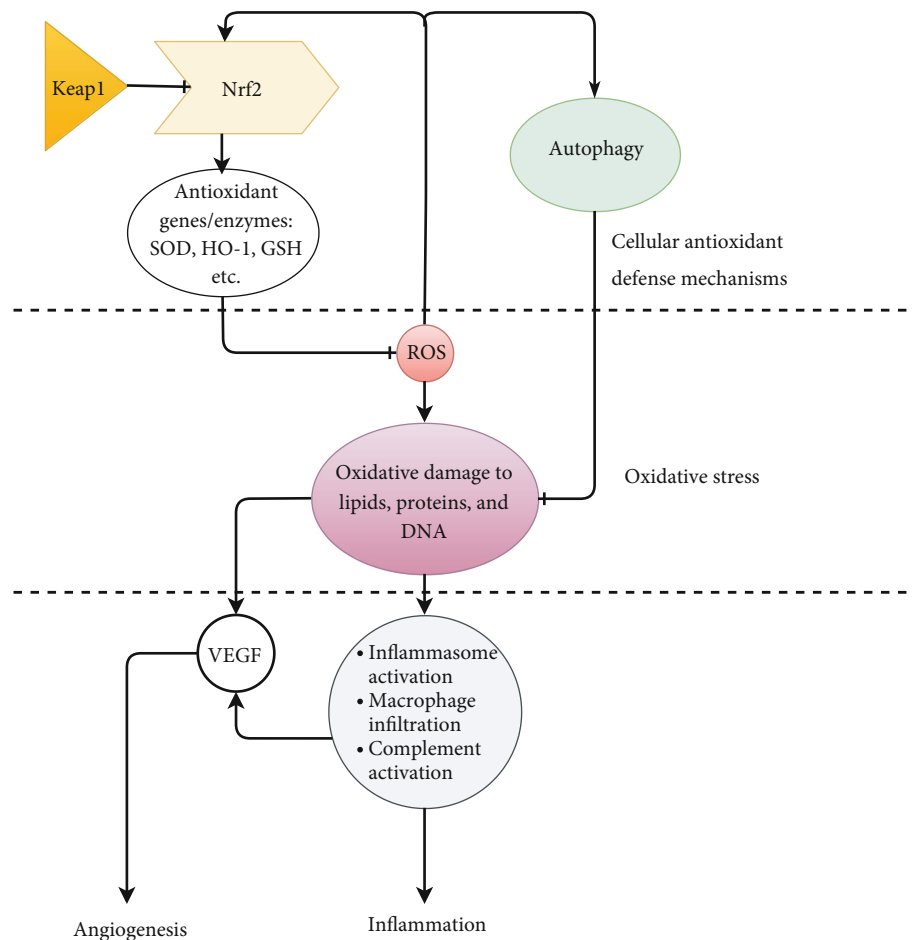 Keap1
Nrf2
Autophagy
Antioxidant
genes/enzymes:
SOD, HO-1, GSH
etc.
Cellular antioxidant
defense mechanisms
ROS
Oxidative damage to
lipids, proteins, and
DNA
Oxidative stress
VEGF
• Inflammasome
activation
• Macrophage
infiltration
• Complement
activation
Angiogenesis
Inflammation